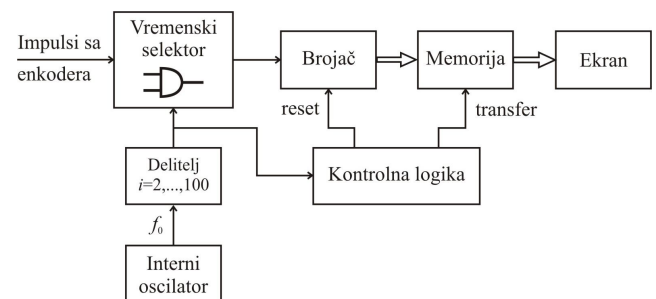 Impulsi sa
enkodera
Vremenski
selektor
Brojač
Memorija
Ekran
reset
transfer
Delitelj
i=2,...,100
Kontrolna logika
f₀
Interni
oscilator